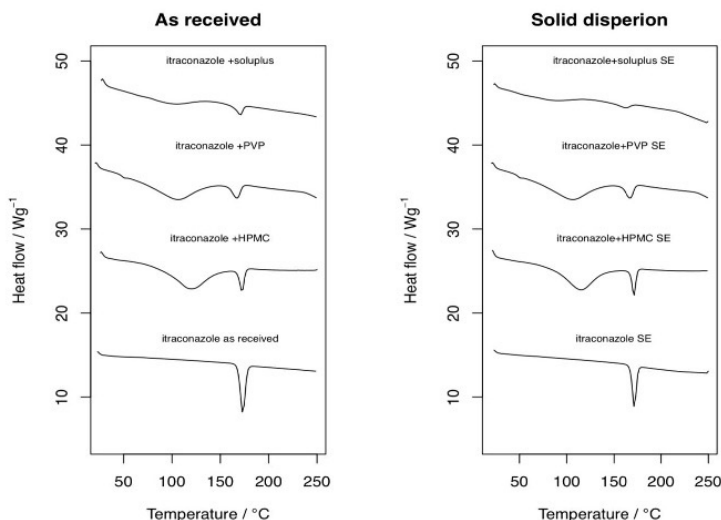 As received
Solid disperion
Heat flow / Wg⁻¹
50
40
30
20
10
itraconazole +soluplus
itraconazole +PVP
itraconazole +HPMC
itraconazole as received
50
100
150
200
250
Temperature / °C
Heat flow / Wg⁻¹
50
40
30
20
10
itraconazole+soluplus SE
itraconazole+PVP SE
itraconazole+HPMC SE
itraconazole SE
50
100
150
200
250
Temperature / °C